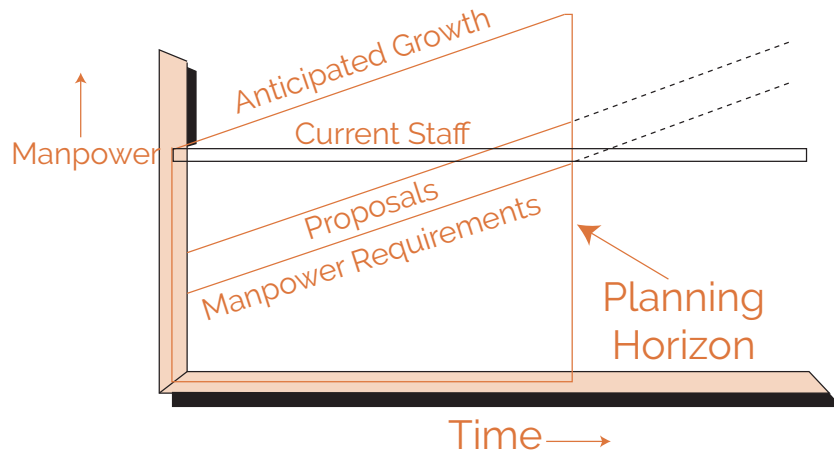 Anticipated Growth
Current Staff
Manpower
Proposals
Manpower Requirements
Planning
Horizon
Time